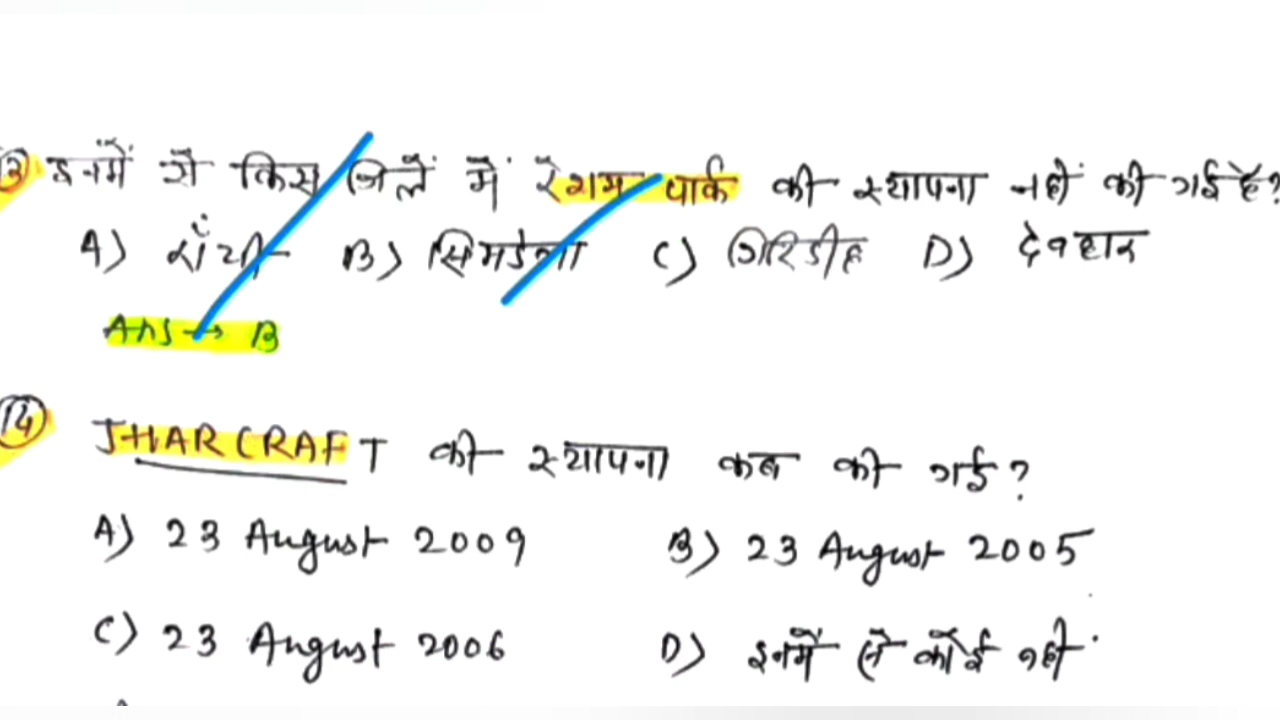 ③ इनमें से किस जिलें में रेशम पार्क की स्थापना नहीं की गई है?
A) रांची B) सिमडेगा C) गिरिडीह D) देवघर
Ans → B
⑭ JHARCRAFT की स्थापना कब की गई?
A) 23 August 2009 B) 23 August 2005
C) 23 August 2006 D) इनमें से कोई नहीं